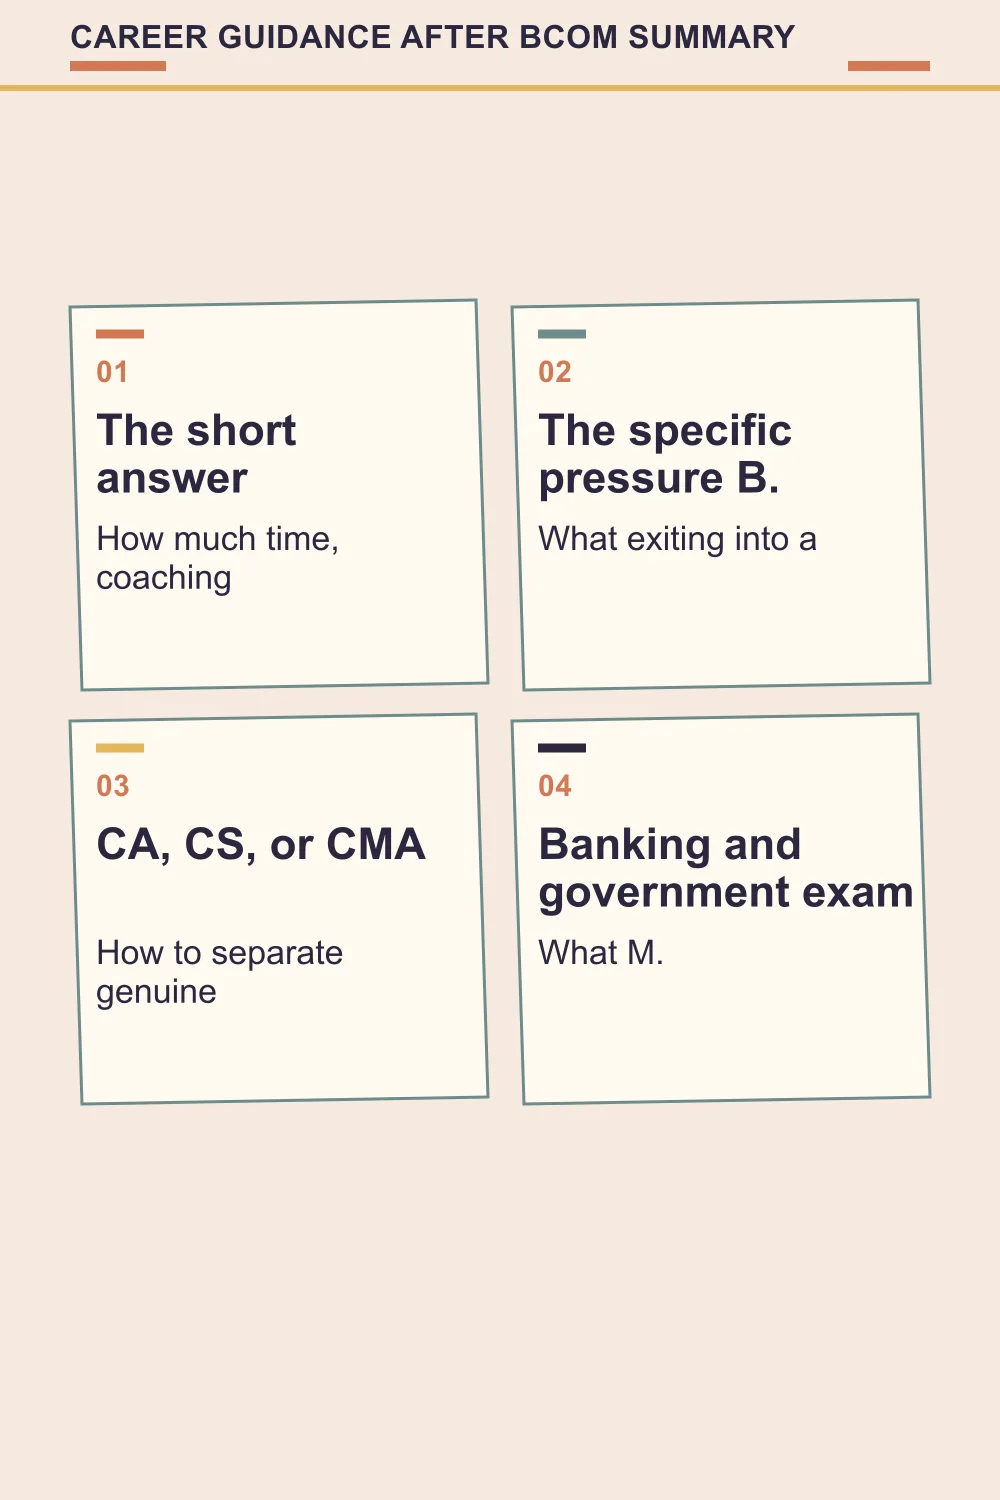 CAREER GUIDANCE AFTER BCOM SUMMARY
01
The short
answer
How much time,
coaching
02
The specific
pressure B.
What exiting into a
03
CA, CS, or CMA
How to separate
genuine
04
Banking and
government exam
What M.